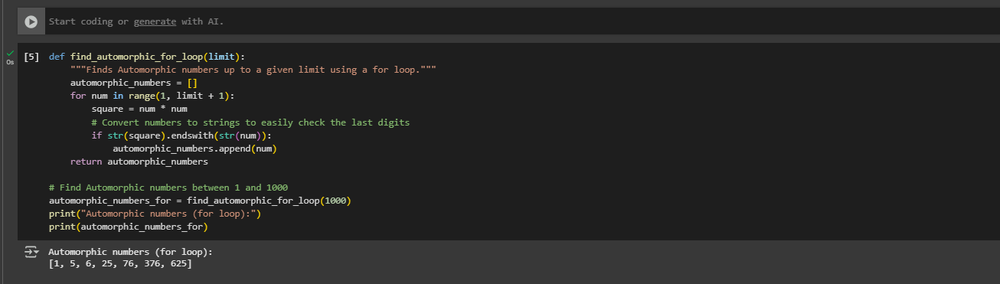 Start coding or generate with AI.
0s
[5] def find_automorphic_for_loop(limit):
        """Finds Automorphic numbers up to a given limit using a for loop."""
        automorphic_numbers = []
        for num in range(1, limit + 1):
            square = num * num
            # Convert numbers to strings to easily check the last digits
            if str(square).endswith(str(num)):
                automorphic_numbers.append(num)
        return automorphic_numbers

    # Find Automorphic numbers between 1 and 1000
    automorphic_numbers_for = find_automorphic_for_loop(1000)
    print("Automorphic numbers (for loop):")
    print(automorphic_numbers_for)

Automorphic numbers (for loop):
[1, 5, 6, 25, 76, 376, 625]